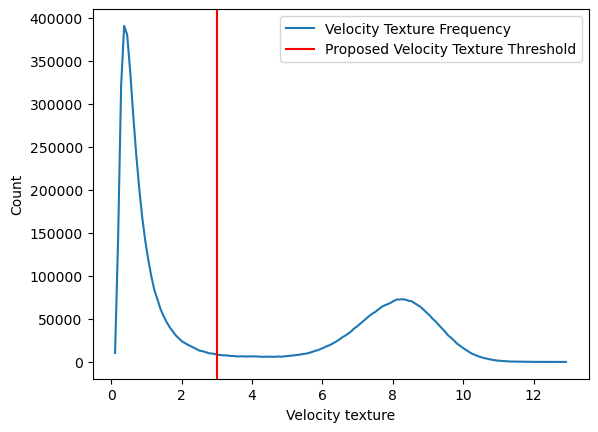 400000
350000
300000
250000
200000
150000
100000
50000
0
Count
Velocity Texture Frequency
Proposed Velocity Texture Threshold
0 2 4 6 8 10 12
Velocity texture